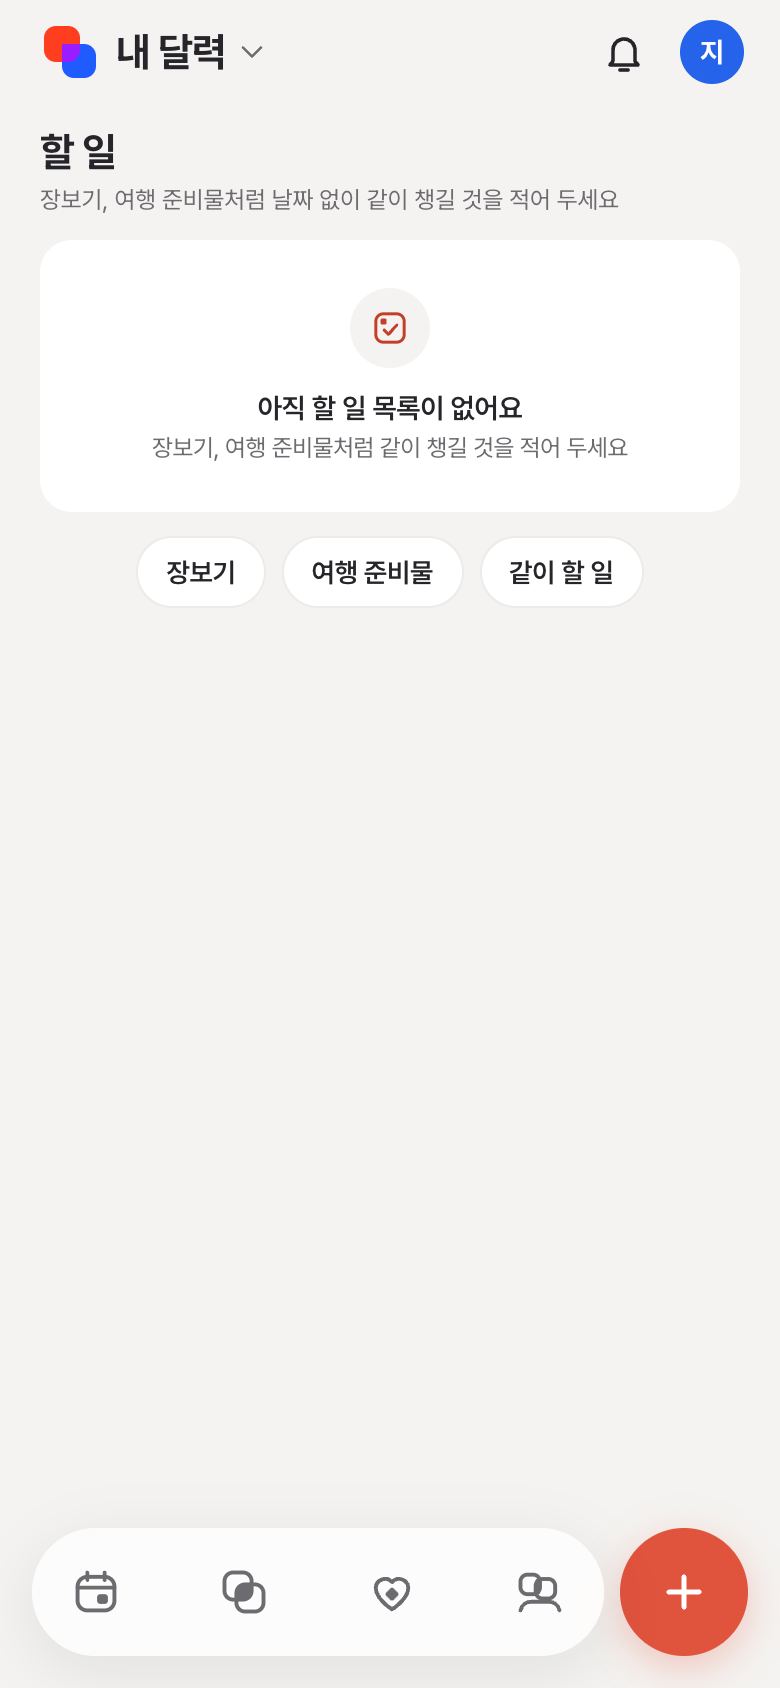 내 달력
지
할 일
장보기, 여행 준비물처럼 날짜 없이 같이 챙길 것을 적어 두세요
아직 할 일 목록이 없어요
장보기, 여행 준비물처럼 같이 챙길 것을 적어 두세요
장보기
여행 준비물
같이 할 일